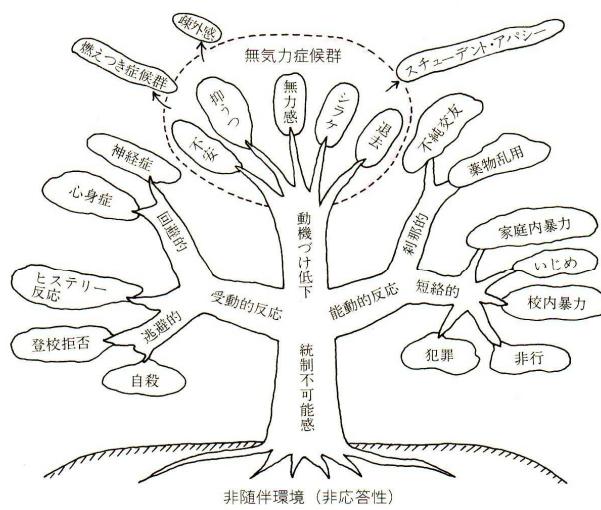 疎外感
無気力症候群
スチューデント・アパシー
燃えつき症候群
不安
抑うつ
無力感
シラケ
退去
不純交友
薬物乱用
神経症
心身症
回避的
刹那的
家庭内暴力
いじめ
校内暴力
非行
犯罪
短絡的
能動的反応
動機づけ低下
受動的反応
ヒステリー
反応
逃避的
登校拒否
自殺
統制不可能感
非随伴環境（非応答性）